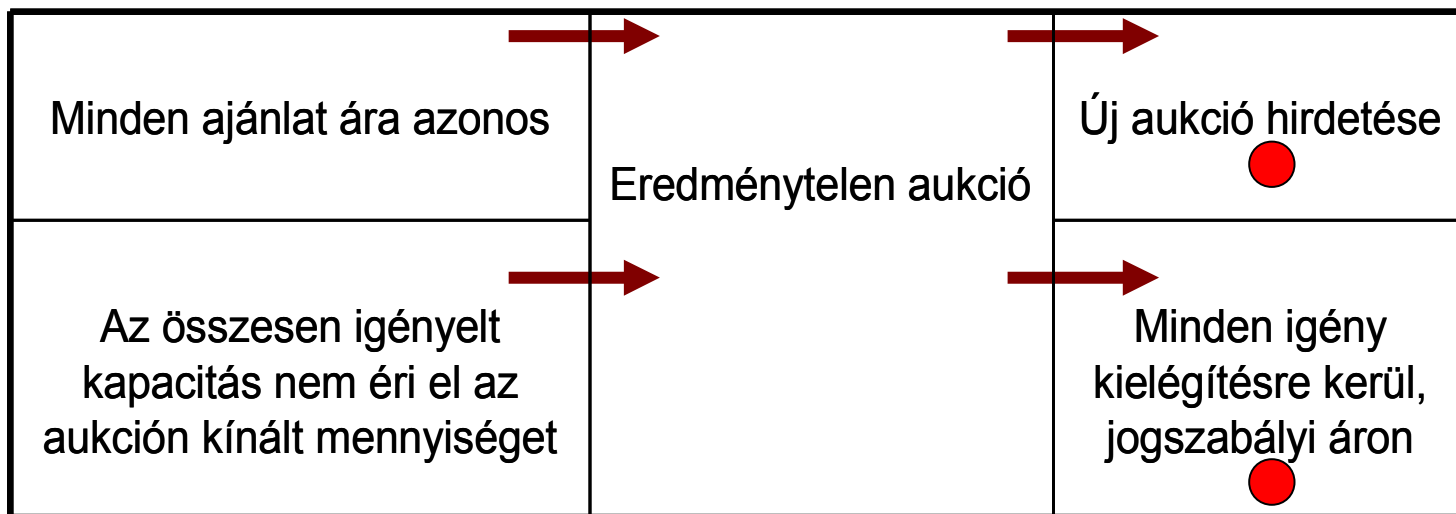 Minden ajánlat ára azonos
Az összesen igényelt
kapacitás nem éri el az
aukción kínált mennyiséget
Eredménytelen aukció
Új aukció hirdetése
Minden igény
kielégítésre kerül,
jogszabályi áron